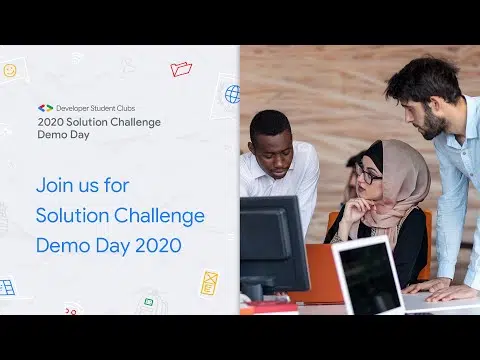 Developer Student Clubs
2020 Solution Challenge
Demo Day
Join us for
Solution Challenge
Demo Day 2020